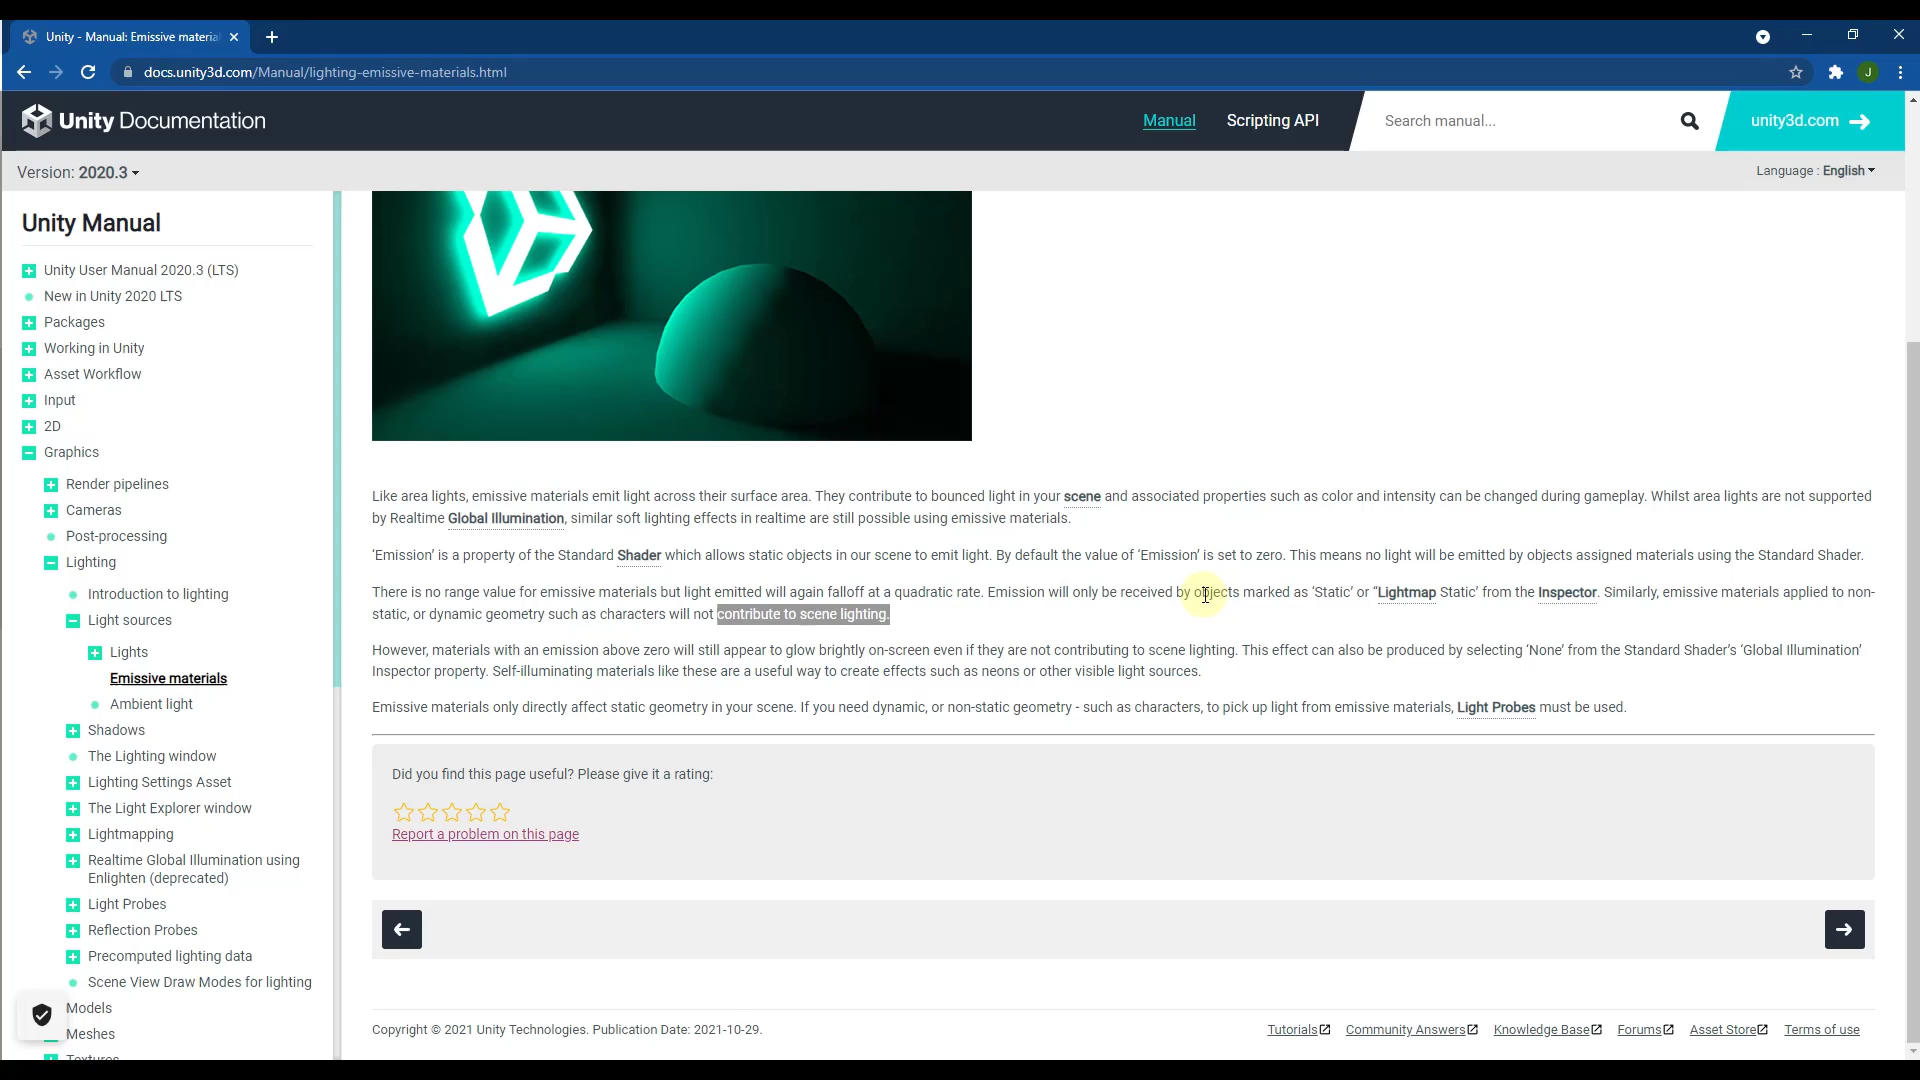 Unity - Manual: Emissive materia
docs.unity3d.com/Manual/lighting-emissive-materials.html
J
Unity Documentation
Manual
Scripting API
Search manual...
unity3d.com
Version: 2020.3
Language : English
Unity Manual
Unity User Manual 2020.3 (LTS)
New in Unity 2020 LTS
Packages
Working in Unity
Asset Workflow
Input
2D
Graphics
Render pipelines
Cameras
Post-processing
Lighting
Introduction to lighting
Light sources
Lights
Emissive materials
Ambient light
Shadows
The Lighting window
Lighting Settings Asset
The Light Explorer window
Lightmapping
Realtime Global Illumination using
Enlighten (deprecated)
Light Probes
Reflection Probes
Precomputed lighting data
Scene View Draw Modes for lighting
Models
Meshes
Textures
Like area lights, emissive materials emit light across their surface area. They contribute to bounced light in your scene and associated properties such as color and intensity can be changed during gameplay. Whilst area lights are not supported
by Realtime Global Illumination, similar soft lighting effects in realtime are still possible using emissive materials.
‘Emission’ is a property of the Standard Shader which allows static objects in our scene to emit light. By default the value of ‘Emission’ is set to zero. This means no light will be emitted by objects assigned materials using the Standard Shader.
There is no range value for emissive materials but light emitted will again falloff at a quadratic rate. Emission will only be received by objects marked as ‘Static’ or “Lightmap Static’ from the Inspector. Similarly, emissive materials applied to non-
static, or dynamic geometry such as characters will not contribute to scene lighting.
However, materials with an emission above zero will still appear to glow brightly on-screen even if they are not contributing to scene lighting. This effect can also be produced by selecting ‘None’ from the Standard Shader’s ‘Global Illumination’
Inspector property. Self-illuminating materials like these are a useful way to create effects such as neons or other visible light sources.
Emissive materials only directly affect static geometry in your scene. If you need dynamic, or non-static geometry - such as characters, to pick up light from emissive materials, Light Probes must be used.
Did you find this page useful? Please give it a rating:
Report a problem on this page
Copyright © 2021 Unity Technologies. Publication Date: 2021-10-29.
Tutorials
Community Answers
Knowledge Base
Forums
Asset Store
Terms of use